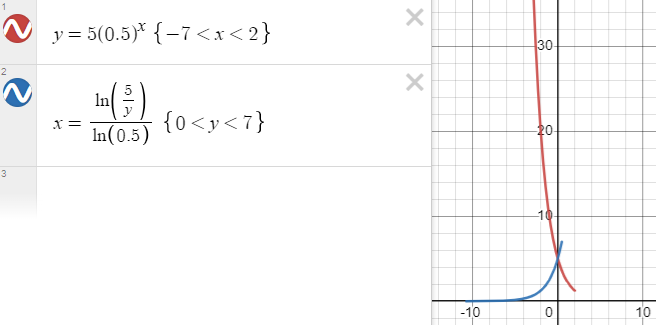 1
y = 5(0.5)^x {−7 < x < 2}
2
x = ln(5/y) / ln(0.5) {0 < y < 7}
3
30
20
10
-10 0 10